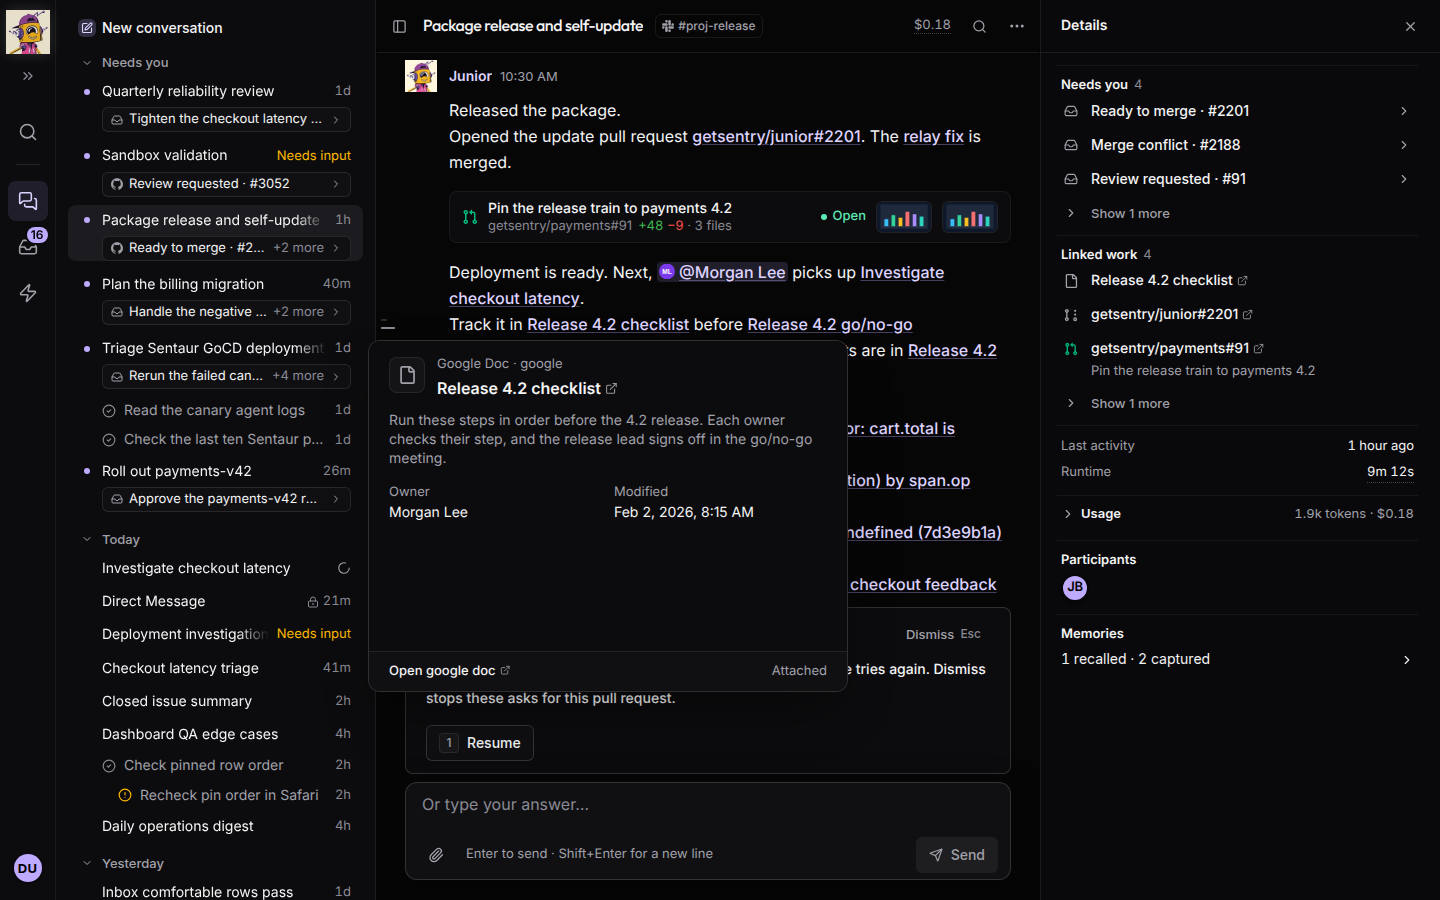 New conversation
Needs you
Quarterly reliability review 1d
Tighten the checkout latency ...
Sandbox validation Needs input
Review requested · #3052
Package release and self-update 1h
Ready to merge · #2... +2 more
16
Plan the billing migration 40m
Handle the negative ... +2 more
Triage Sentaur GoCD deployment 1d
Rerun the failed can... +4 more
Read the canary agent logs 1d
Check the last ten Sentaur p... 1d
Roll out payments-v42 26m
Approve the payments-v42 r...
Today
Investigate checkout latency
Direct Message 21m
Deployment investigation Needs input
Checkout latency triage 41m
Closed issue summary 2h
Dashboard QA edge cases 4h
Check pinned row order 2h
Recheck pin order in Safari 2h
Daily operations digest 4h
Yesterday
Inbox comfortable rows pass 1d
DU
Package release and self-update #proj-release $0.18
Junior 10:30 AM
Released the package.
Opened the update pull request getsentry/junior#2201. The relay fix is
merged.
Pin the release train to payments 4.2
getsentry/payments#91 +48 −9 · 3 files
Open
Deployment is ready. Next, ML @Morgan Lee picks up Investigate
checkout latency.
Track it in Release 4.2 checklist before Release 4.2 go/no-go
s are in Release 4.2
or: cart.total is
tion) by span.op
ndefined (7d3e9b1a)
checkout feedback
Google Doc · google
Release 4.2 checklist
Run these steps in order before the 4.2 release. Each owner
checks their step, and the release lead signs off in the go/no-go
meeting.
Owner Modified
Morgan Lee Feb 2, 2026, 8:15 AM
Open google doc Attached
Dismiss Esc
e tries again. Dismiss
stops these asks for this pull request.
1 Resume
Or type your answer...
Enter to send · Shift+Enter for a new line
Send
Details
Needs you 4
Ready to merge · #2201
Merge conflict · #2188
Review requested · #91
Show 1 more
Linked work 4
Release 4.2 checklist
getsentry/junior#2201
getsentry/payments#91
Pin the release train to payments 4.2
Show 1 more
Last activity 1 hour ago
Runtime 9m 12s
Usage 1.9k tokens · $0.18
Participants
JB
Memories
1 recalled · 2 captured